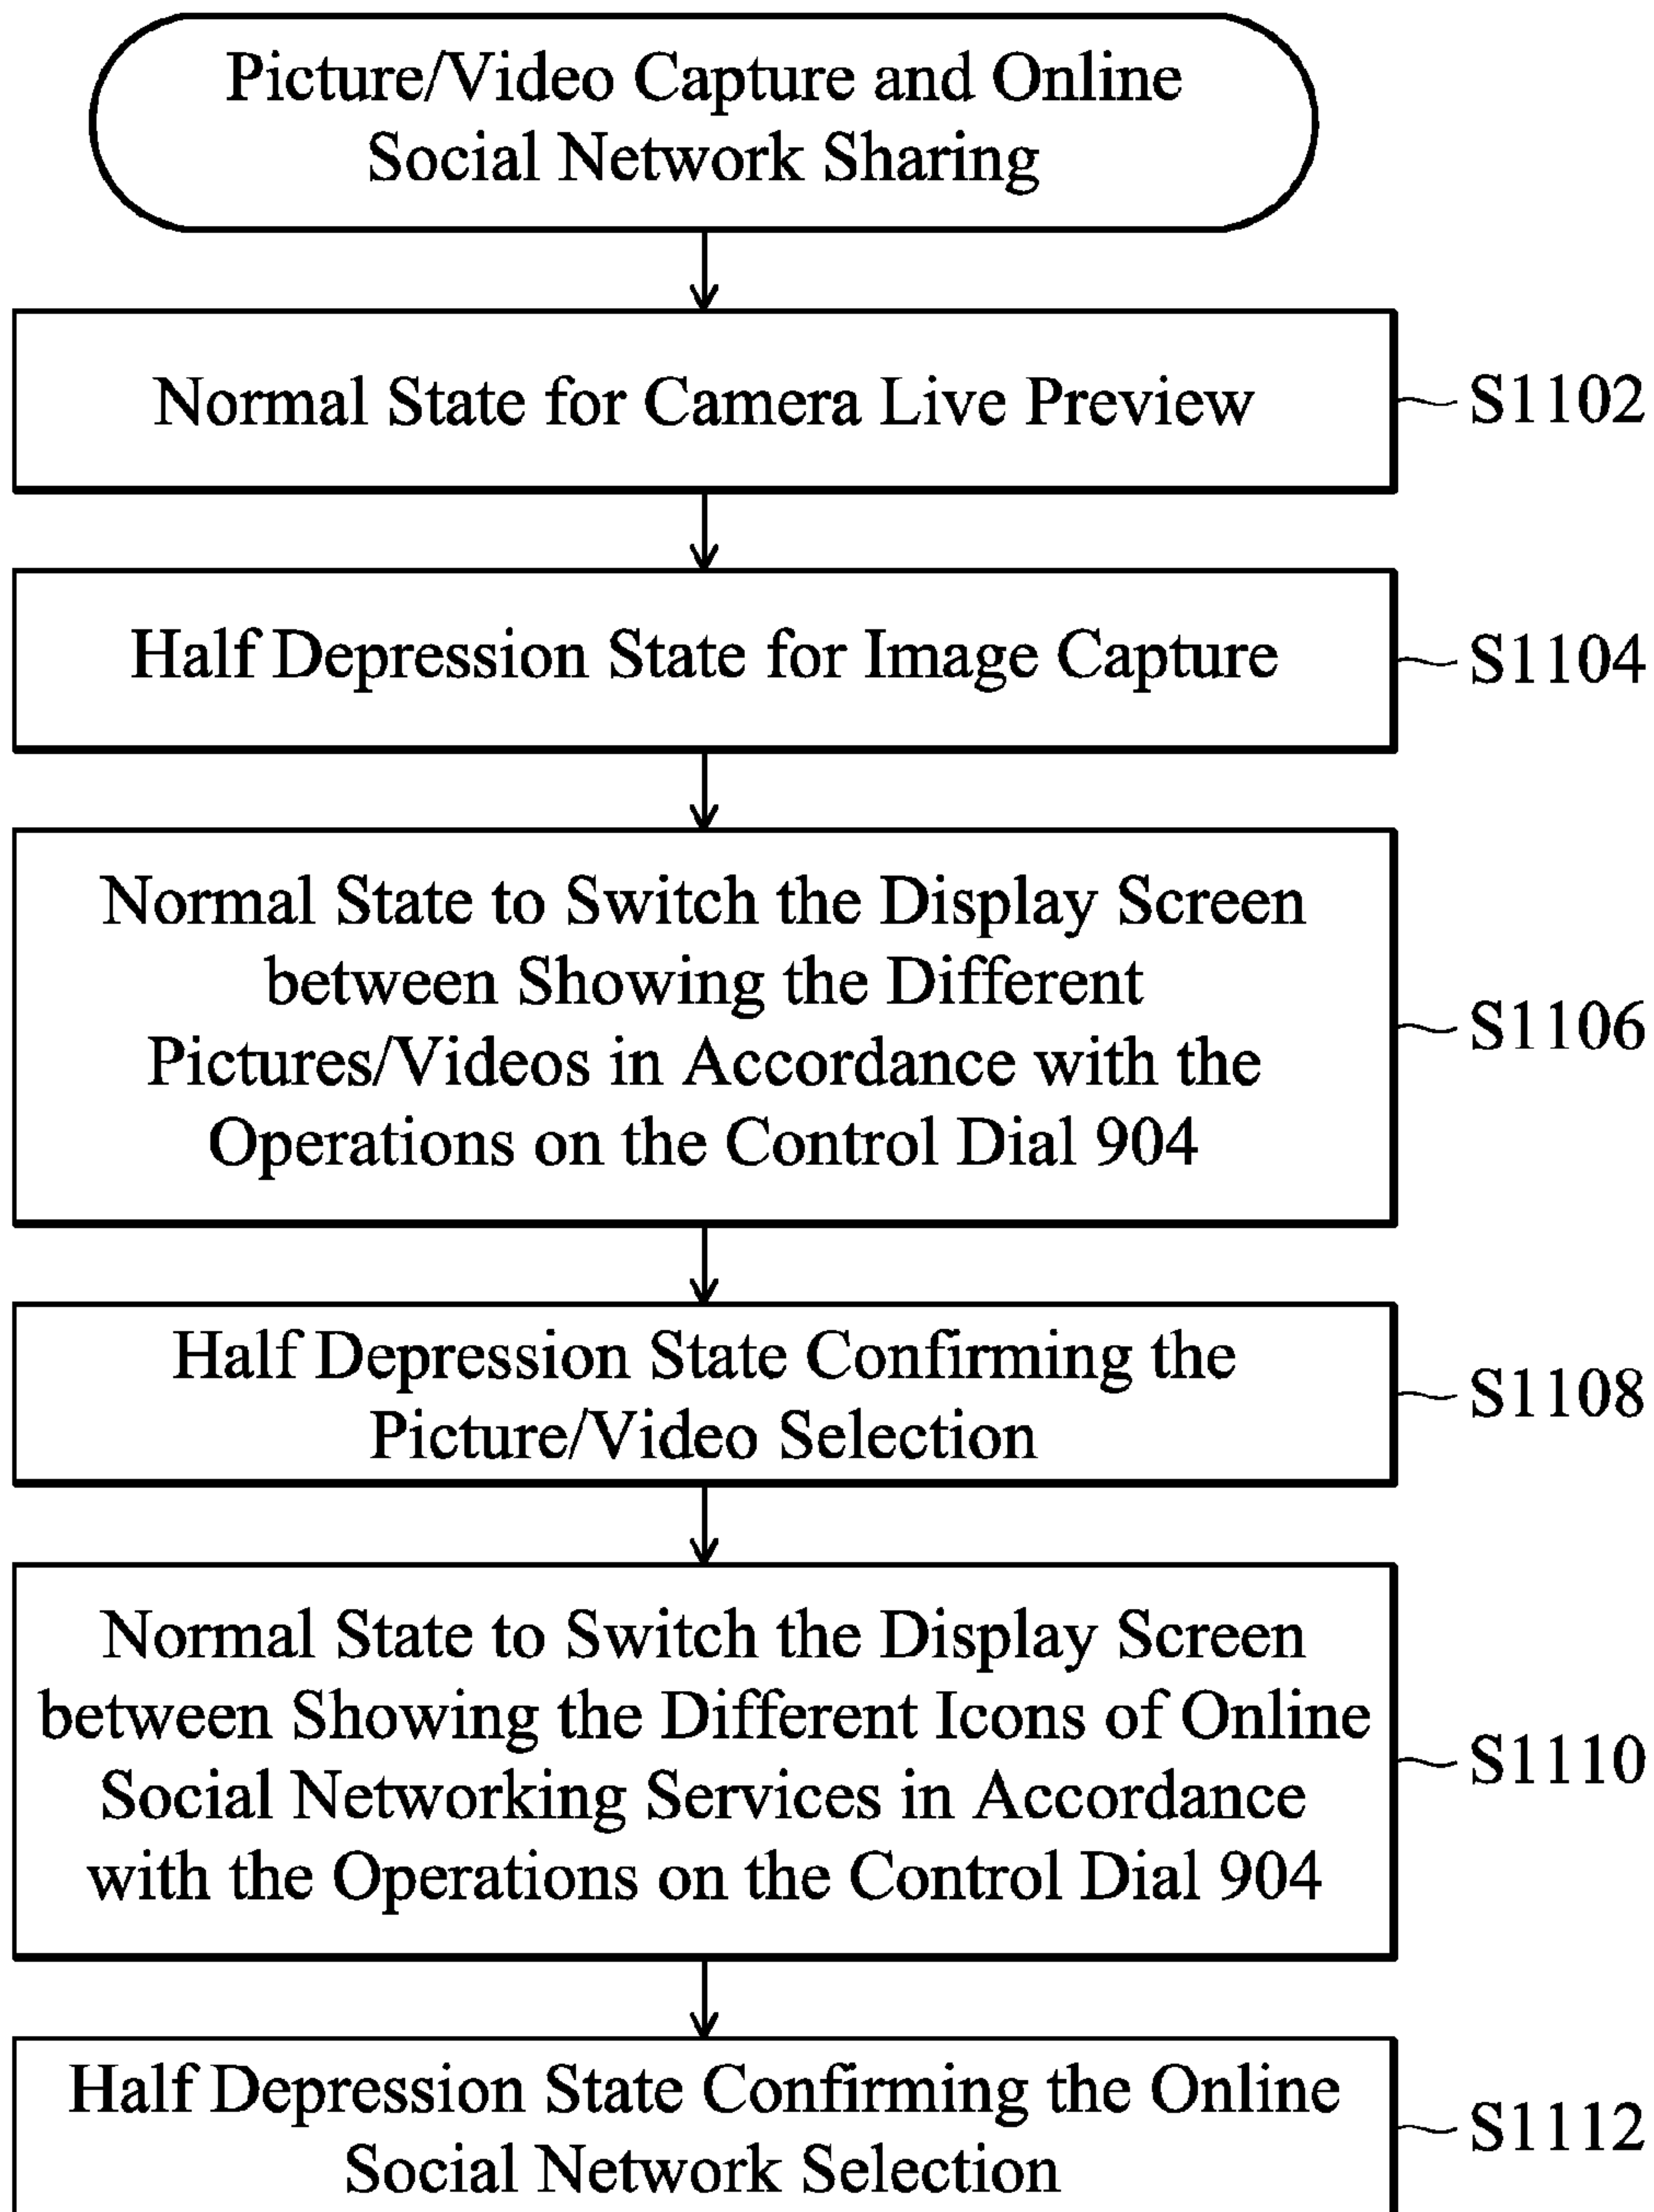 Picture/Video Capture and Online
Social Network Sharing
Normal State for Camera Live Preview
S1102
Half Depression State for Image Capture
S1104
Normal State to Switch the Display Screen
between Showing the Different
Pictures/Videos in Accordance with the
Operations on the Control Dial 904
S1106
Half Depression State Confirming the
Picture/Video Selection
S1108
Normal State to Switch the Display Screen
between Showing the Different Icons of Online
Social Networking Services in Accordance
with the Operations on the Control Dial 904
S1110
Half Depression State Confirming the Online
Social Network Selection
S1112